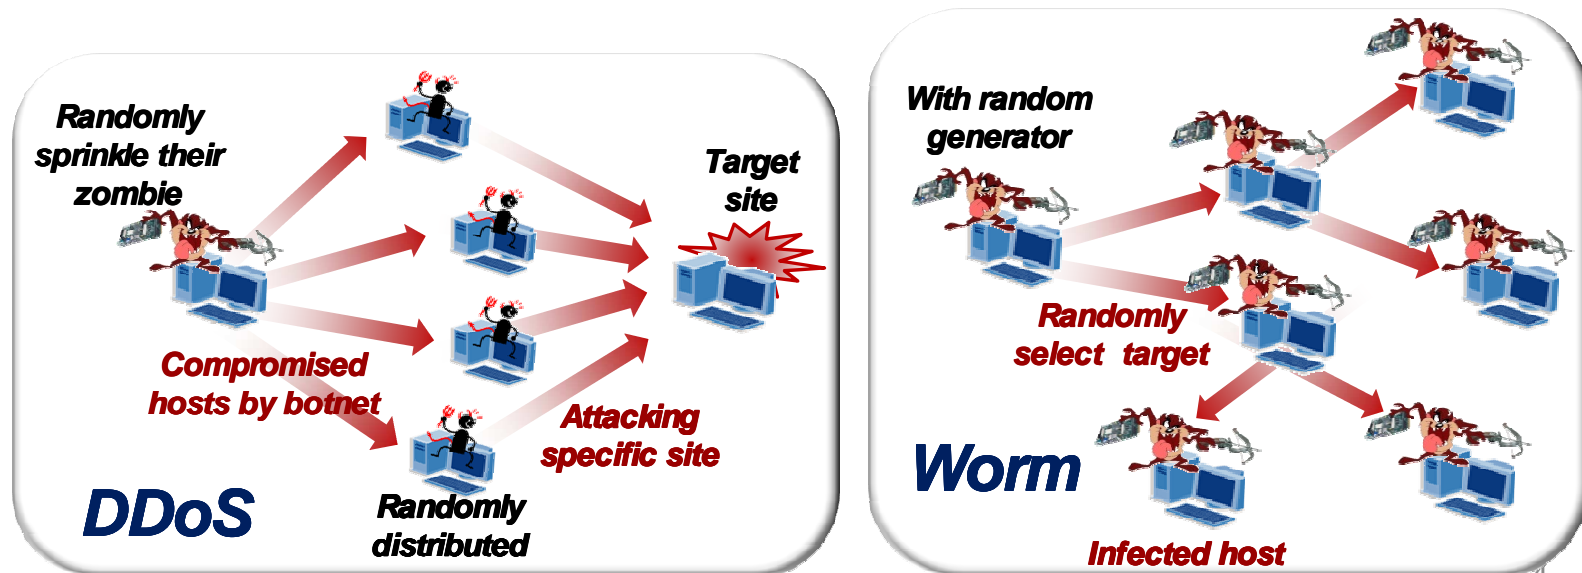 Randomly
sprinkle their
zombie
Target
site
Compromised
hosts by botnet
Attacking
specific site
Randomly
distributed
DDoS
With random
generator
Randomly
select target
Worm
Infected host